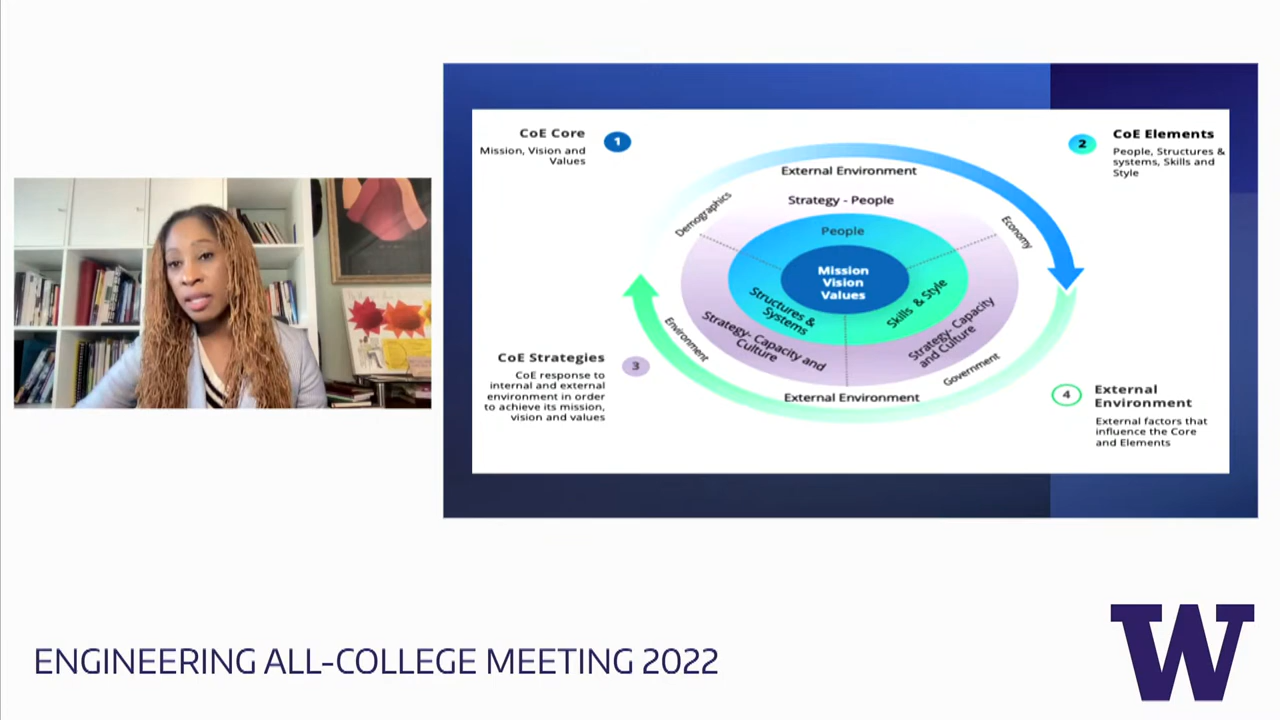 CoE Core
1
Mission, Vision and
Values
2
CoE Elements
People, Structures &
systems, Skills and
Style
External Environment
Strategy - People
Demographics
Economy
People
Mission
Vision
Values
Structures &
Systems
Skills & Style
Strategy- Capacity and
Culture
Strategy- Capacity
and Culture
Environment
Government
External Environment
CoE Strategies
3
CoE response to
internal and external
environment in order
to achieve its mission,
vision and values
4
External
Environment
External factors that
influence the Core
and Elements
ENGINEERING ALL-COLLEGE MEETING 2022
W